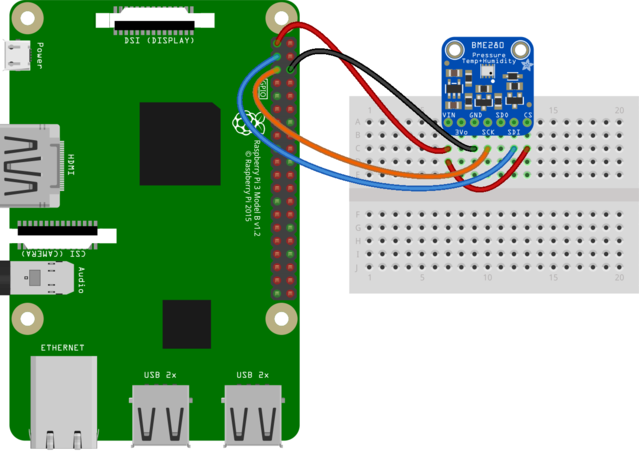 DSI (DISPLAY)
Power
HDMI
GPIO
Raspberry Pi 3 Model B v1.2
© Raspberry Pi 2015
CSI (CAMERA)
Audio
ETHERNET
USB 2x
USB 2x
BME280
Pressure
Temp+Humidity
VIN GND SDO CS
3Vo SCK SDI
1 5 10 15 20
A
B
C
E
F
G
H
I
J
1 5 10 15 20